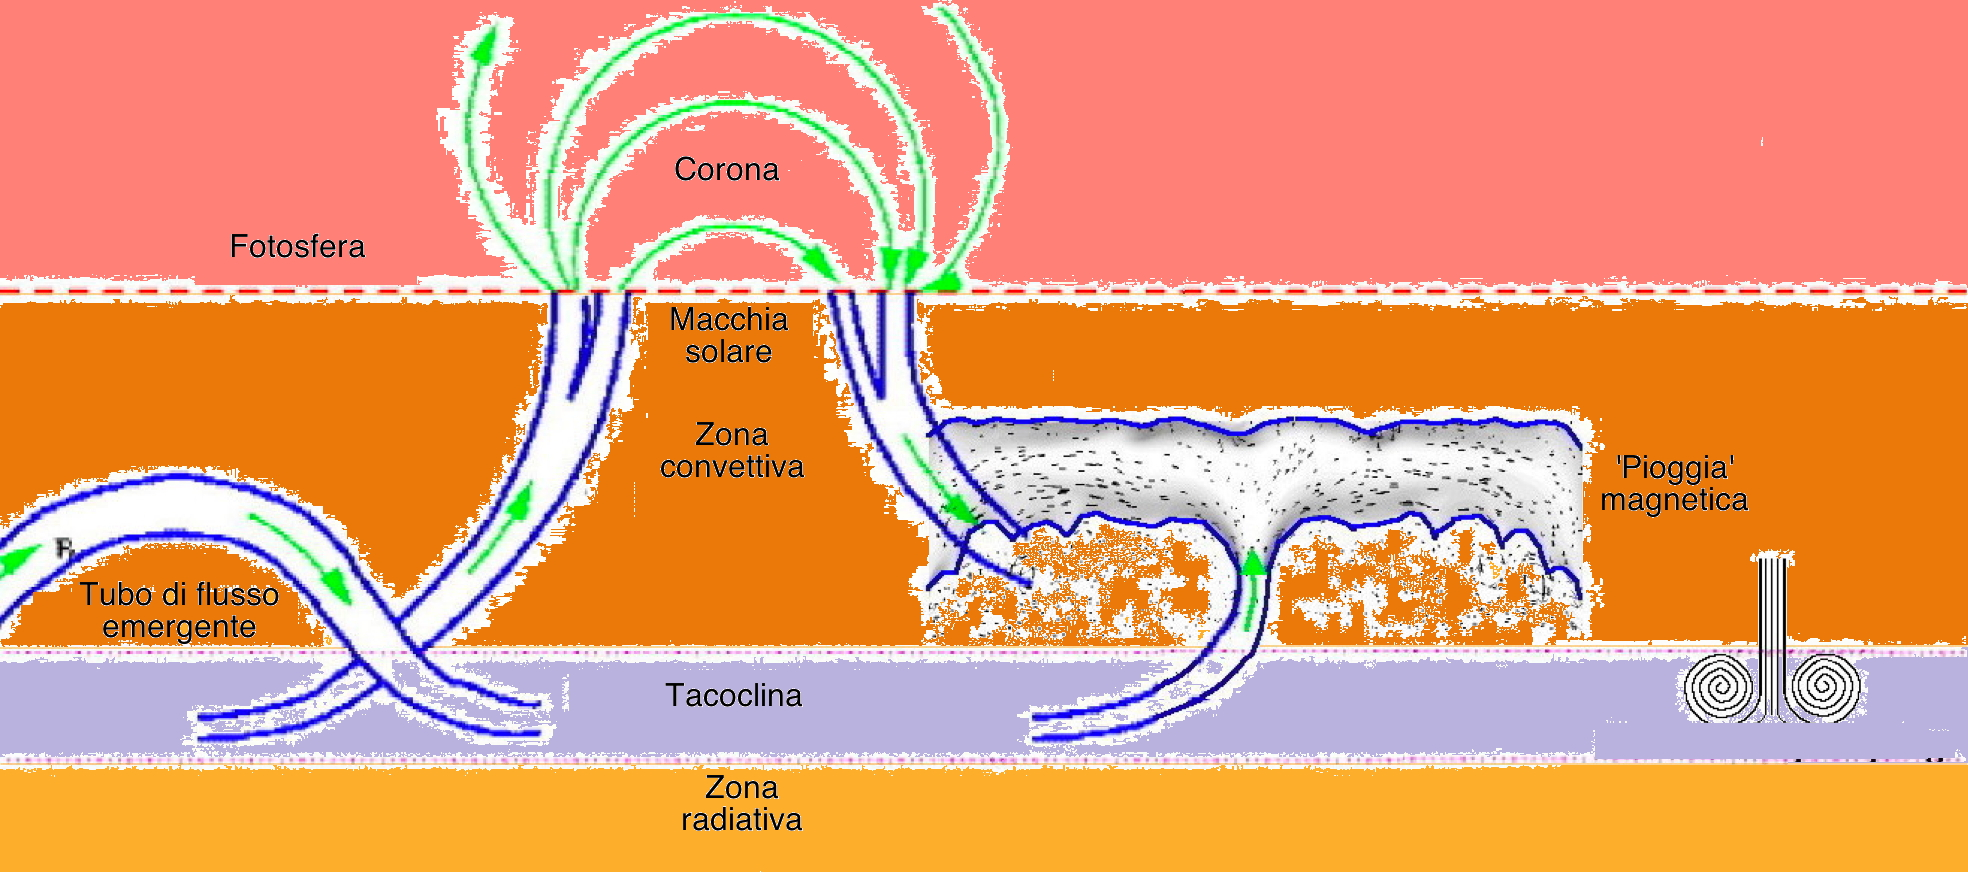 Corona
Fotosfera
Macchia
solare
Zona
convettiva
'Pioggia'
magnetica
Tubo di flusso
emergente
Tacoclina
Zona
radiativa